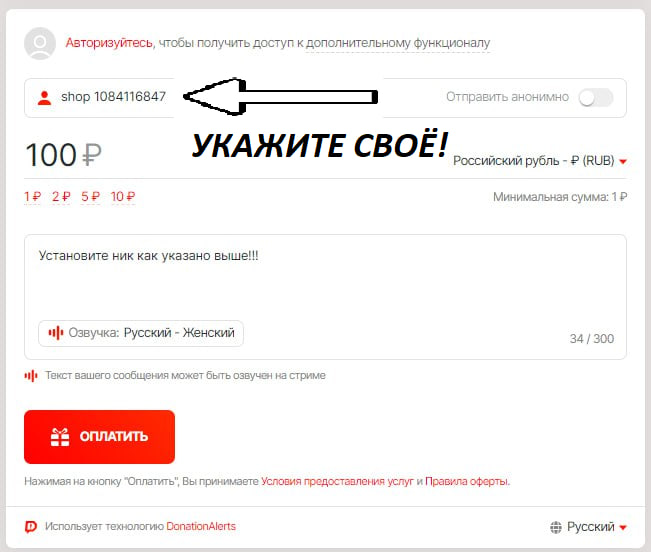 Авторизуйтесь, чтобы получить доступ к дополнительному функционалу
shop 1084116847
Отправить анонимно
УКАЖИТЕ СВОЁ!
100 ₽
Российский рубль - ₽ (RUB)
1 ₽ 2 ₽ 5 ₽ 10 ₽
Минимальная сумма: 1 ₽
Установите ник как указано выше!!!
Озвучка: Русский - Женский
34 / 300
Текст вашего сообщения может быть озвучен на стриме
ОПЛАТИТЬ
Нажимая на кнопку "Оплатить", Вы принимаете Условия предоставления услуг и Правила оферты.
Использует технологию DonationAlerts
Русский